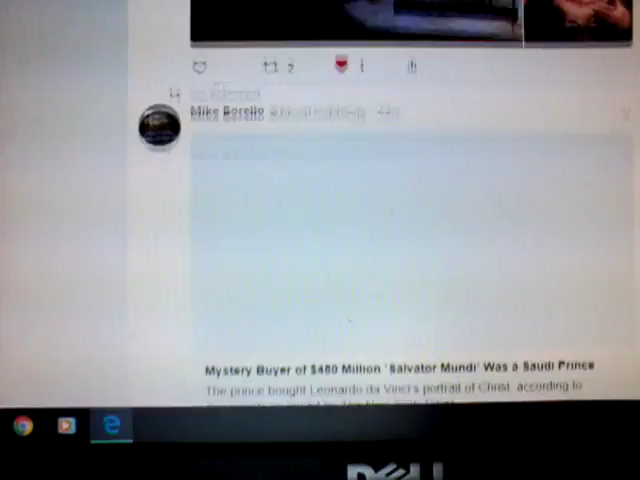 2 1
Mike Borello
Mystery Buyer of $450 Million 'Salvator Mundi' Was a Saudi Prince
The prince bought Leonardo da Vinci's portrait of Christ, according to
DELL